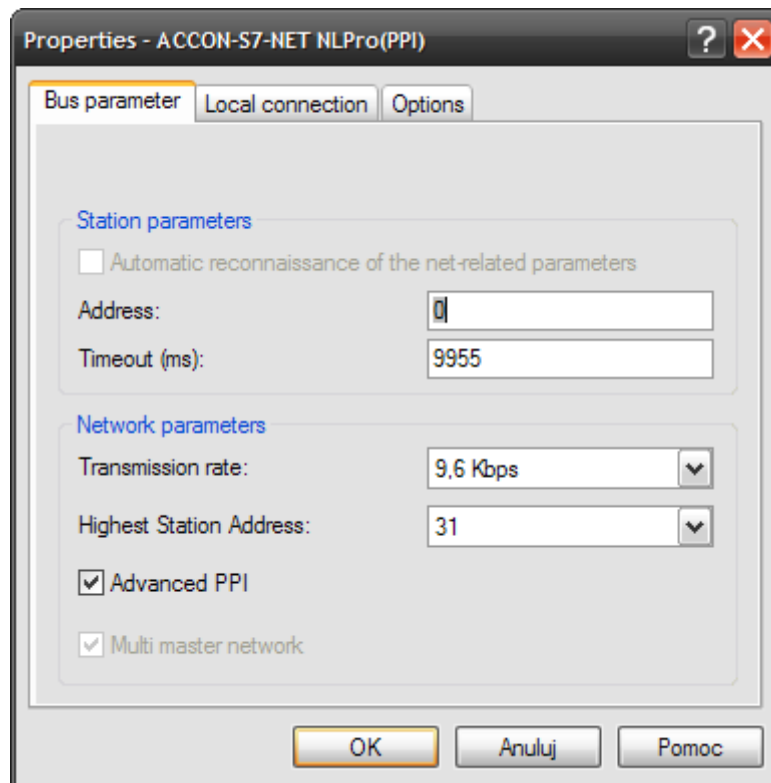 Properties - ACCON-S7-NET NLPro(PPI)
Bus parameter Local connection Options
Station parameters
Automatic reconnaissance of the net-related parameters
Address: 0
Timeout (ms): 9955
Network parameters
Transmission rate: 9,6 Kbps
Highest Station Address: 31
Advanced PPI
Multi master network
OK Anuluj Pomoc